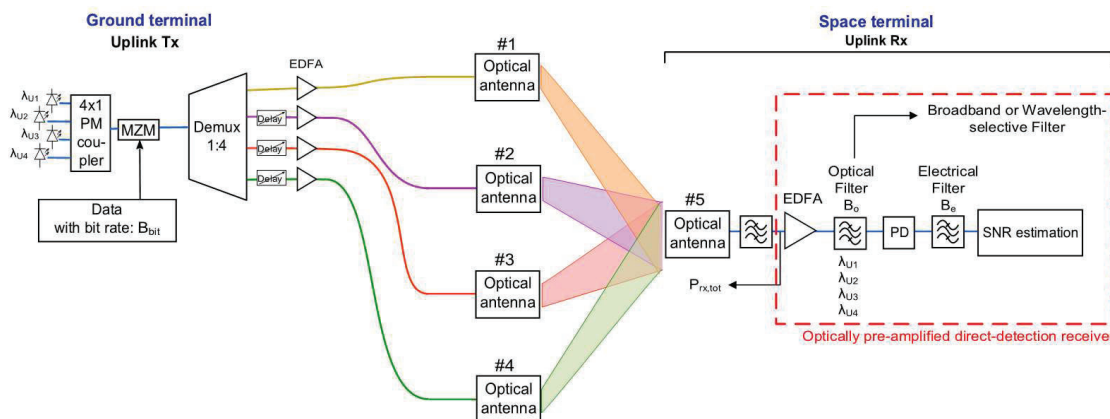 Ground terminal
Uplink Tx
λU1
λU2
λU3
λU4
4x1
PM
cou-
pler
MZM
Data
with bit rate: Bbit
Demux
1:4
EDFA
Delay
Delay
Delay
#1
Optical
antenna
#2
Optical
antenna
#3
Optical
antenna
#4
Optical
antenna
Space terminal
Uplink Rx
#5
Optical
antenna
Prx,tot
EDFA
Broadband or Wavelength-
selective Filter
Optical
Filter
Bo
λU1
λU2
λU3
λU4
PD
Electrical
Filter
Be
SNR estimation
Optically pre-amplified direct-detection receive